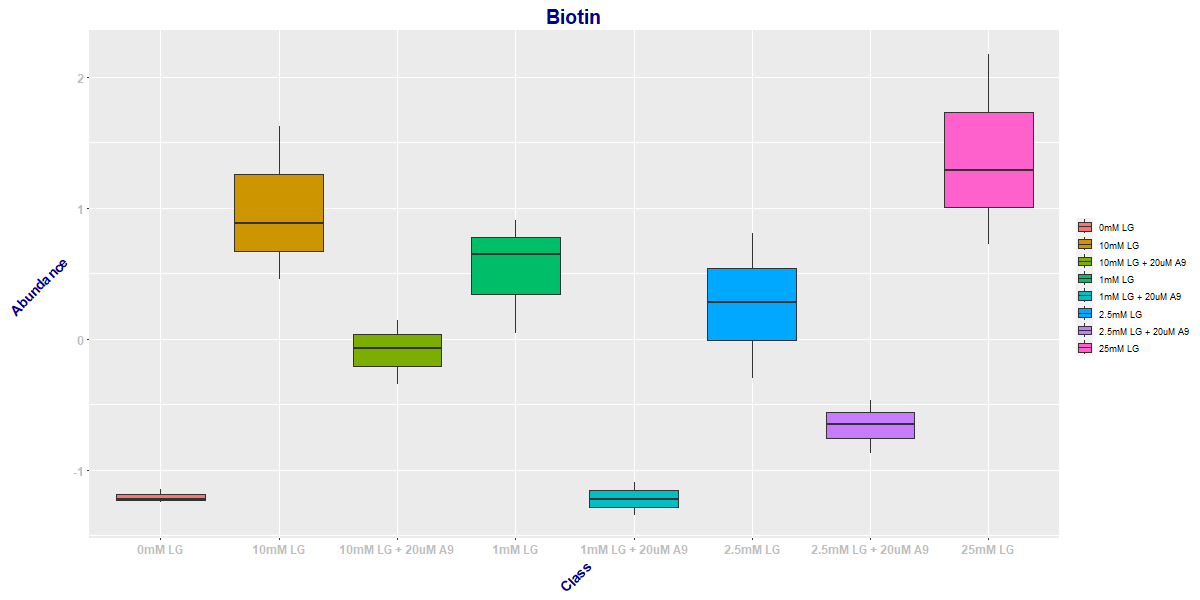 Biotin
Abundance
2
1
0
-1
0mM LG
10mM LG
10mM LG + 20uM A9
1mM LG
1mM LG + 20uM A9
2.5mM LG
2.5mM LG + 20uM A9
25mM LG
Class
0mM LG
10mM LG
10mM LG + 20uM A9
1mM LG
1mM LG + 20uM A9
2.5mM LG
2.5mM LG + 20uM A9
25mM LG